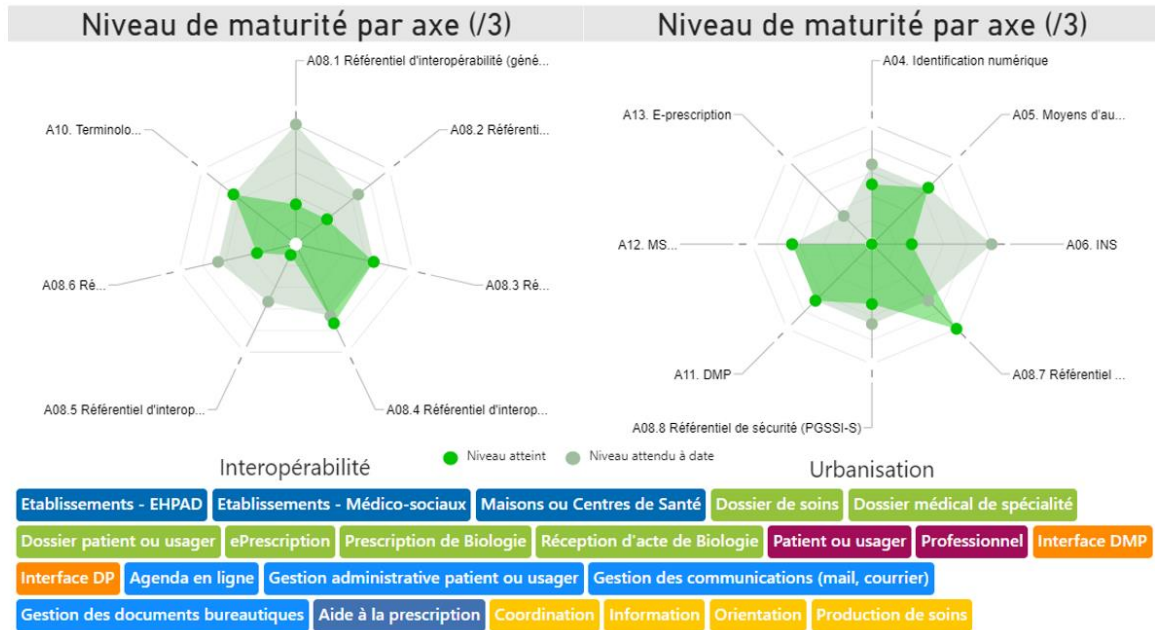 Niveau de maturité par axe (/3)
Niveau de maturité par axe (/3)
A08.1 Référentiel d'interopérabilité (géné...
A10. Terminolo...
A08.2 Référenti...
A08.6 Ré...
A08.3 Ré...
A08.5 Référentiel d'interop...
A08.4 Référentiel d'interop...
A04. Identification numérique
A13. E-prescription
A05. Moyens d'au...
A12. MS...
A06. INS
A11. DMP
A08.7 Référentiel ...
A08.8 Référentiel de sécurité (PGSSI-S)
Interopérabilité
Niveau atteint
Niveau attendu à date
Urbanisation
Etablissements - EHPAD Etablissements - Médico-sociaux Maisons ou Centres de Santé Dossier de soins Dossier médical de spécialité
Dossier patient ou usager ePrescription Prescription de Biologie Réception d'acte de Biologie Patient ou usager Professionnel Interface DMP
Interface DP Agenda en ligne Gestion administrative patient ou usager Gestion des communications (mail, courrier)
Gestion des documents bureautiques Aide à la prescription Coordination Information Orientation Production de soins